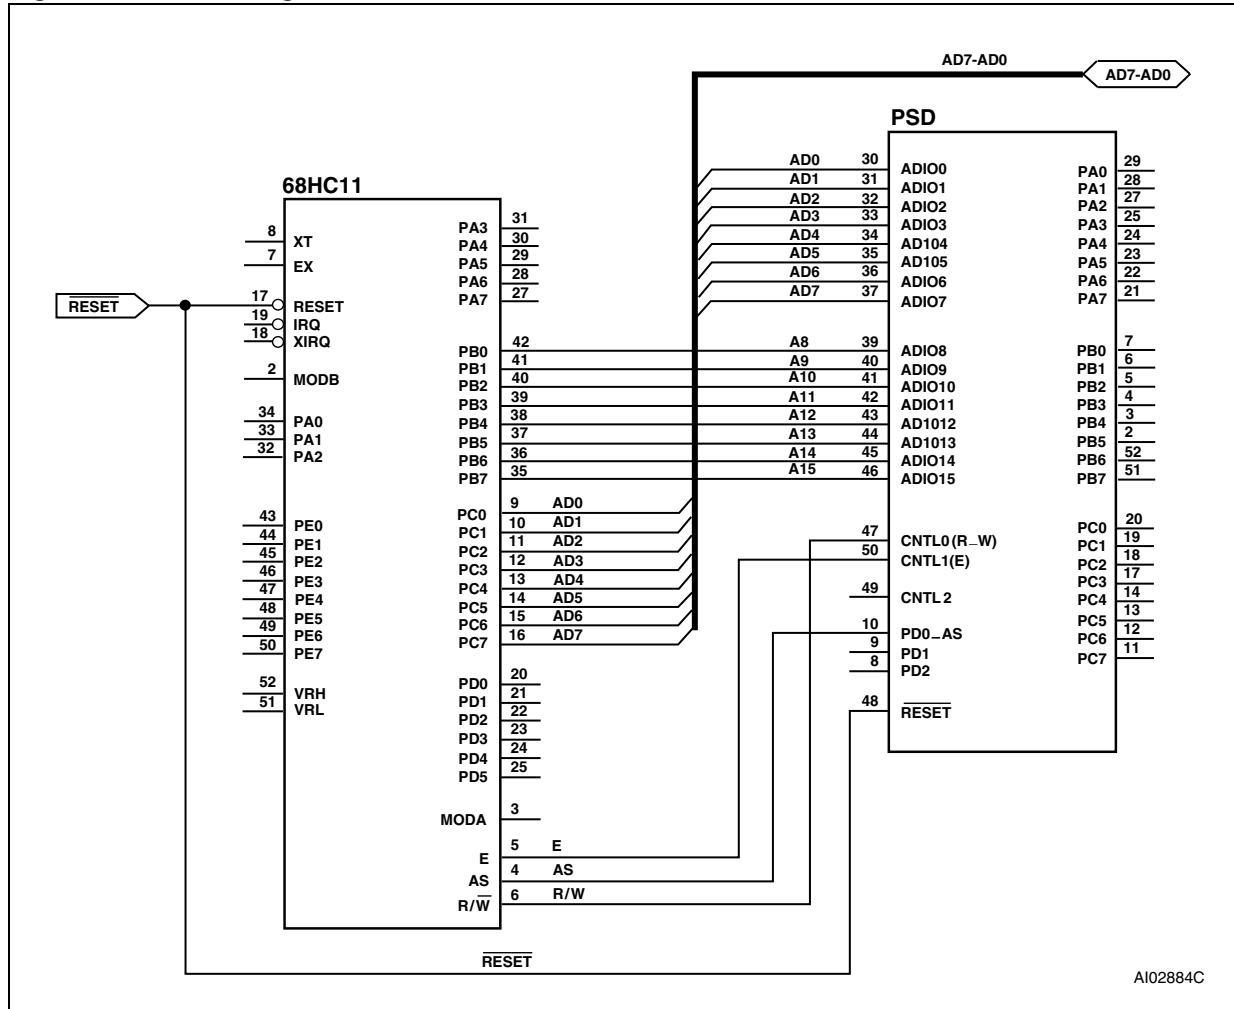 AD7-AD0
AD7-AD0
PSD
AD0 30 ADIO0
AD1 31 ADIO1
AD2 32 ADIO2
AD3 33 ADIO3
AD4 34 AD104
AD5 35 AD105
AD6 36 ADIO6
AD7 37 ADIO7
A8 39 ADIO8
A9 40 ADIO9
A10 41 ADIO10
A11 42 ADIO11
A12 43 AD1012
A13 44 AD1013
A14 45 ADIO14
A15 46 ADIO15
47 CNTL0(R_W)
50 CNTL1(E)
49 CNTL2
10 PD0_AS
9 PD1
8 PD2
48 RESET
PA0 29
PA1 28
PA2 27
PA3 25
PA4 24
PA5 23
PA6 22
PA7 21
PB0 7
PB1 6
PB2 5
PB3 4
PB4 3
PB5 2
PB6 52
PB7 51
PC0 20
PC1 19
PC2 18
PC3 17
PC4 14
PC5 13
PC6 12
PC7 11
68HC11
8 XT
7 EX
RESET
17 RESET
19 IRQ
18 XIRQ
2 MODB
34 PA0
33 PA1
32 PA2
43 PE0
44 PE1
45 PE2
46 PE3
47 PE4
48 PE5
49 PE6
50 PE7
52 VRH
51 VRL
PA3 31
PA4 30
PA5 29
PA6 28
PA7 27
PB0 42
PB1 41
PB2 40
PB3 39
PB4 38
PB5 37
PB6 36
PB7 35
PC0 9 AD0
PC1 10 AD1
PC2 11 AD2
PC3 12 AD3
PC4 13 AD4
PC5 14 AD5
PC6 15 AD6
PC7 16 AD7
PD0 20
PD1 21
PD2 22
PD3 23
PD4 24
PD5 25
MODA 3
E 5 E
AS 4 AS
R/W 6 R/W
RESET
AI02884C